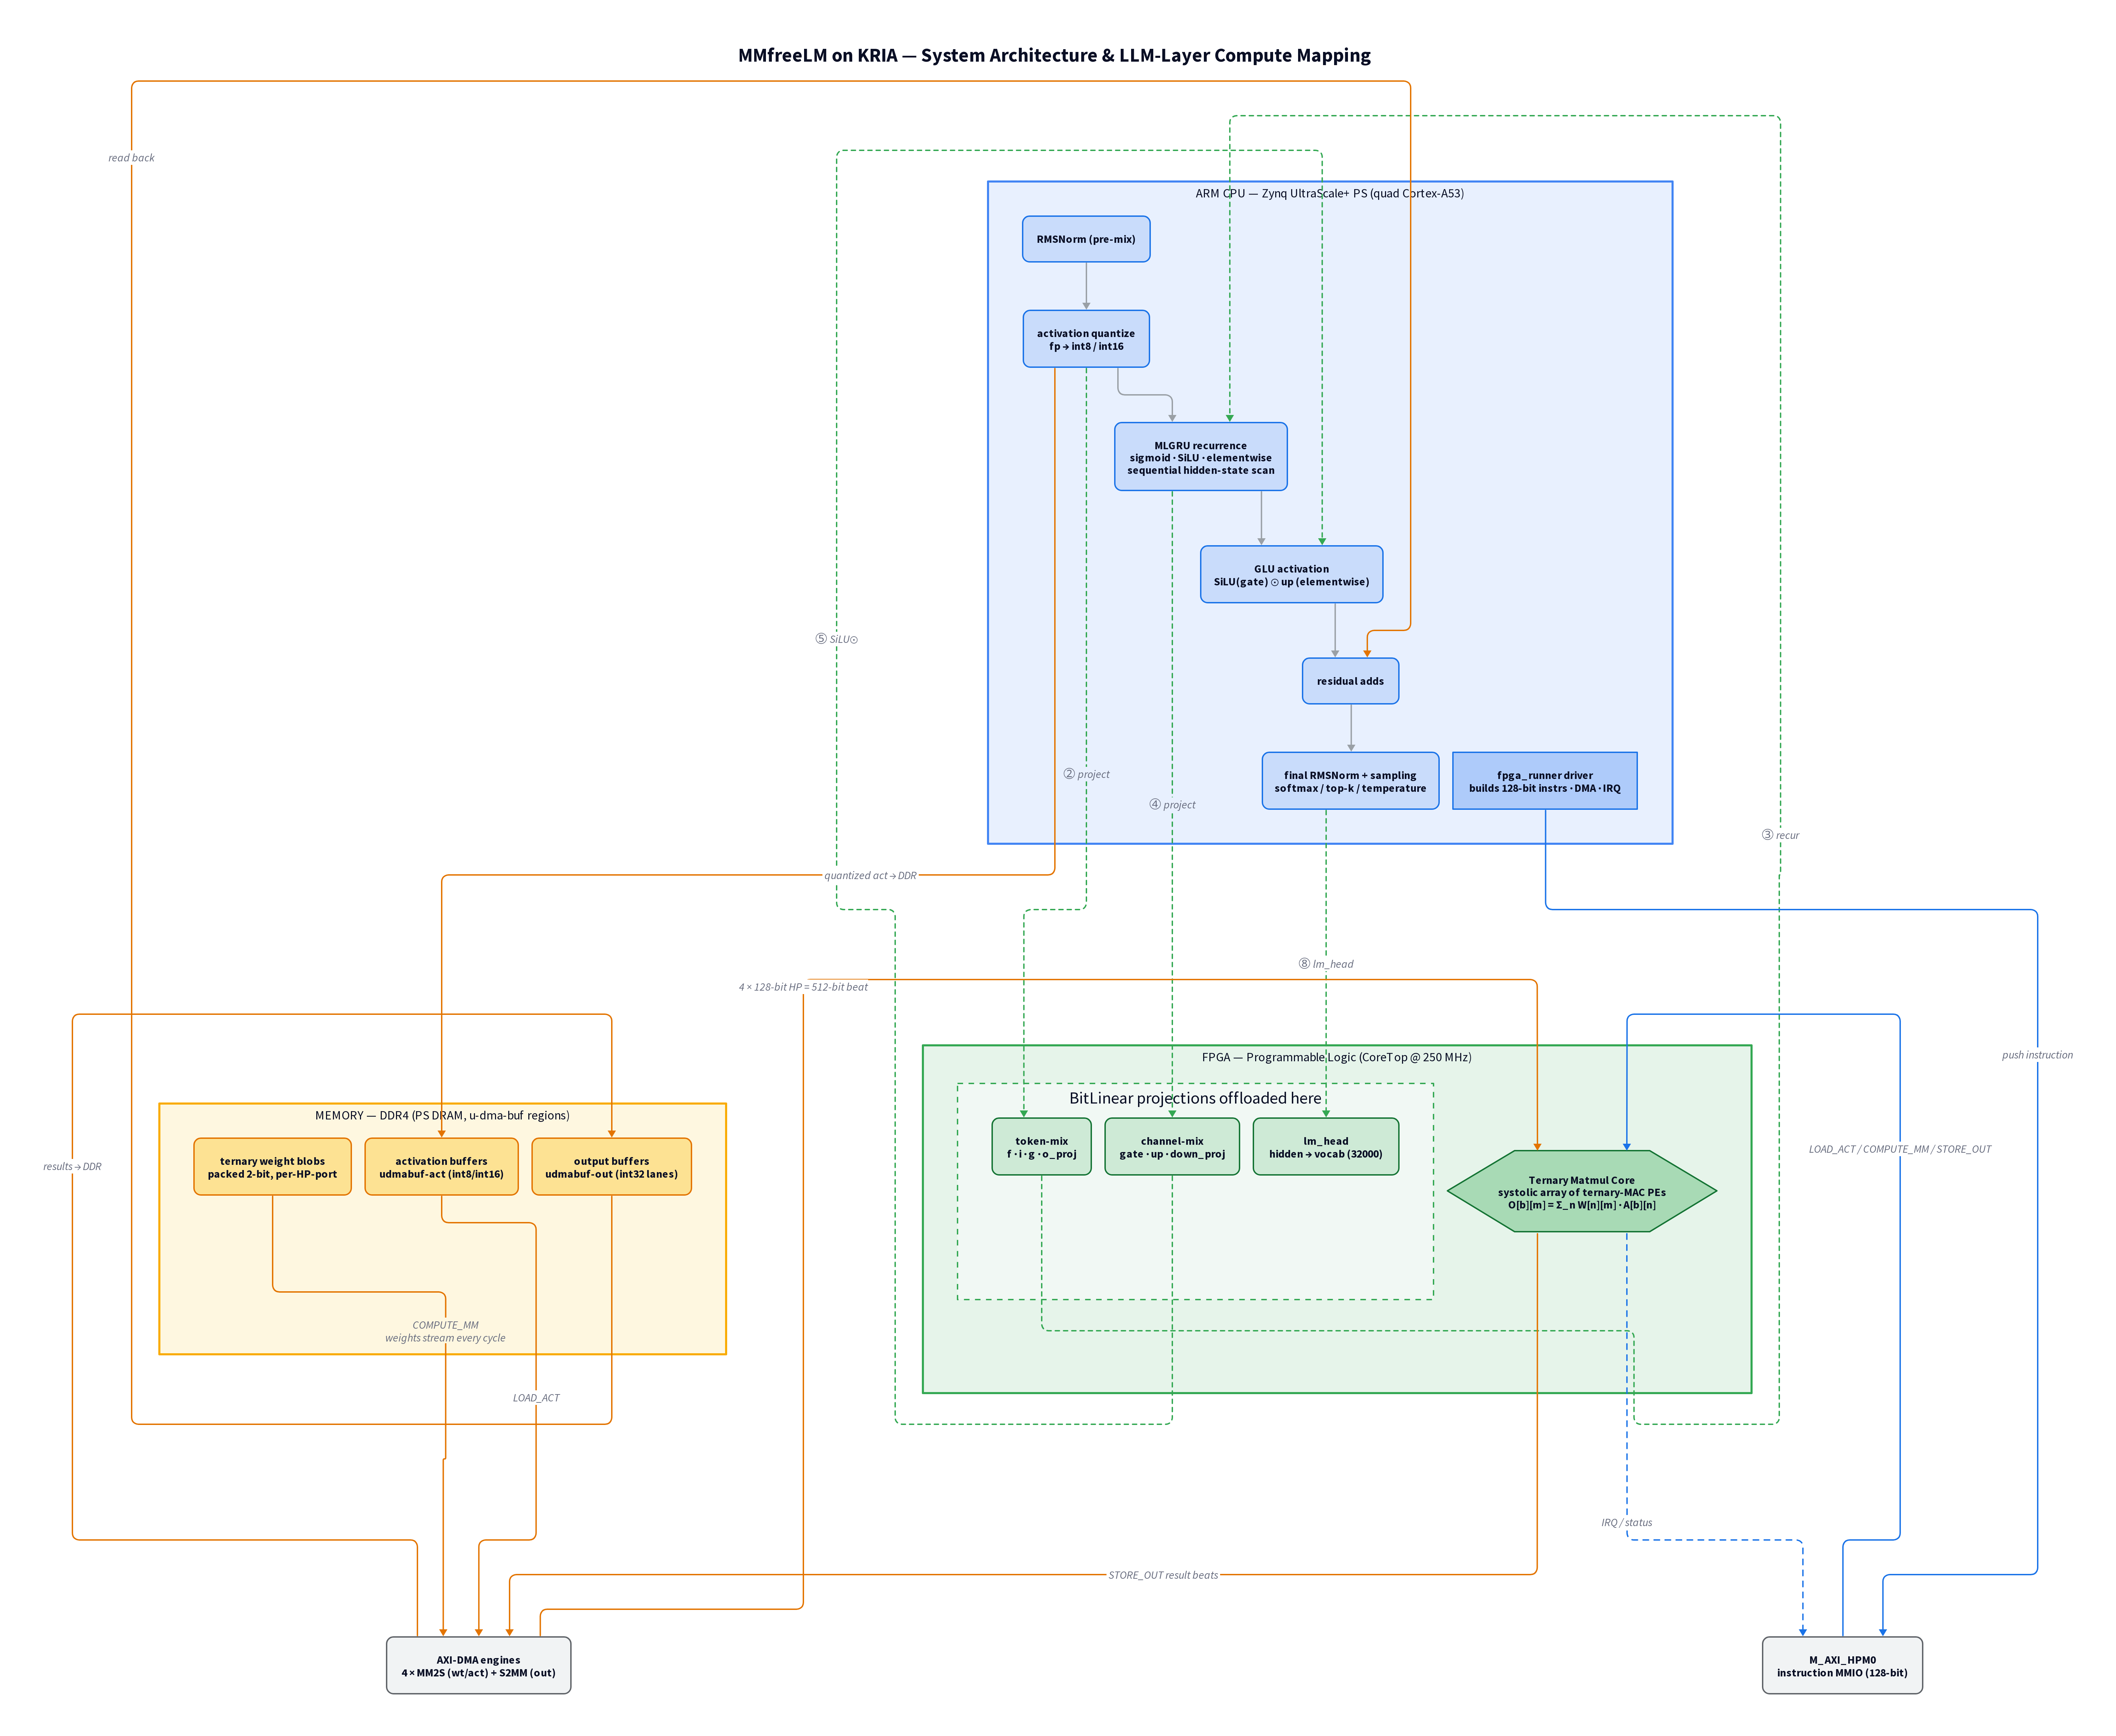 MMfreeLM on KRIA — System Architecture & LLM-Layer Compute Mapping
read back
ARM CPU — Zynq UltraScale+ PS (quad Cortex-A53)
RMSNorm (pre-mix)
activation quantize
fp → int8 / int16
MLGRU recurrence
sigmoid · SiLU · elementwise
sequential hidden-state scan
GLU activation
SiLU(gate) ⊙ up (elementwise)
⑤ SiLU⊙
residual adds
② project
④ project
final RMSNorm + sampling
softmax / top-k / temperature
fpga_runner driver
builds 128-bit instrs · DMA · IRQ
③ recur
quantized act → DDR
⑧ lm_head
4 × 128-bit HP = 512-bit beat
push instruction
FPGA — Programmable Logic (CoreTop @ 250 MHz)
BitLinear projections offloaded here
MEMORY — DDR4 (PS DRAM, u-dma-buf regions)
results → DDR
ternary weight blobs
packed 2-bit, per-HP-port
activation buffers
udmabuf-act (int8/int16)
output buffers
udmabuf-out (int32 lanes)
token-mix
f · i · g · o_proj
channel-mix
gate · up · down_proj
lm_head
hidden → vocab (32000)
Ternary Matmul Core
systolic array of ternary-MAC PEs
O[b][m] = Σ_n W[n][m] · A[b][n]
LOAD_ACT / COMPUTE_MM / STORE_OUT
COMPUTE_MM
weights stream every cycle
LOAD_ACT
IRQ / status
STORE_OUT result beats
AXI-DMA engines
4 × MM2S (wt/act) + S2MM (out)
M_AXI_HPM0
instruction MMIO (128-bit)